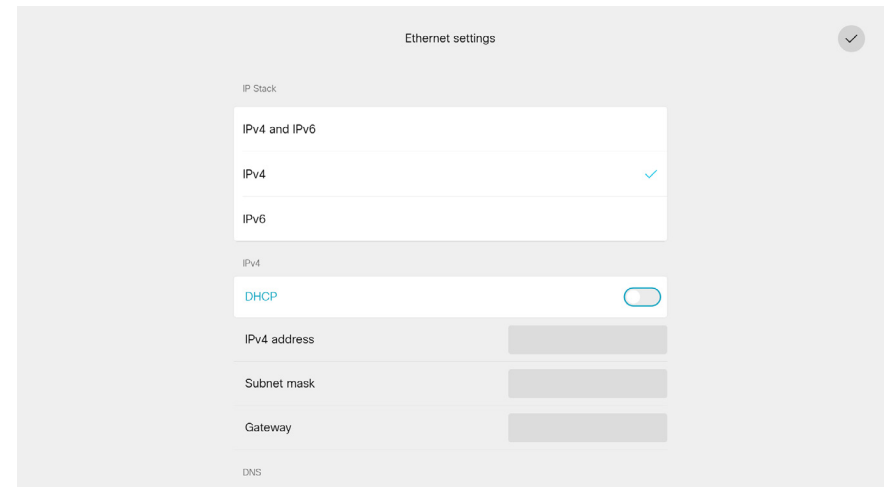 Ethernet settings
IP Stack
IPv4 and IPv6
IPv4
IPv6
IPv4
DHCP
IPv4 address
Subnet mask
Gateway
DNS